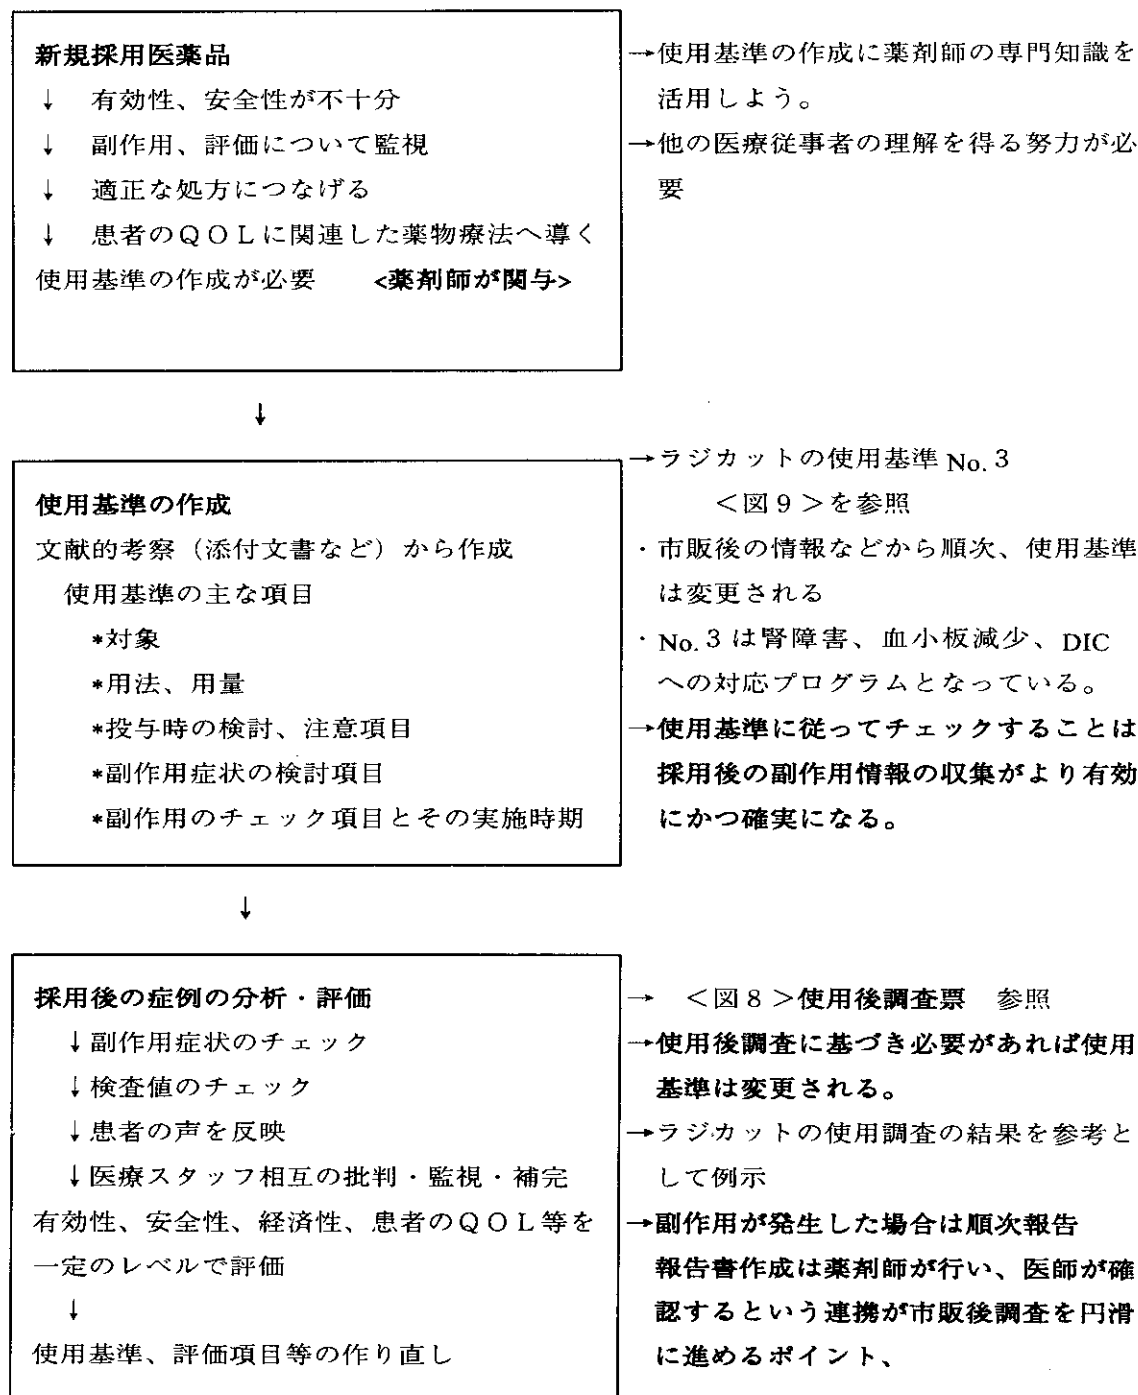 新規採用医薬品
↓ 有効性、安全性が不十分
↓ 副作用、評価について監視
↓ 適正な処方につなげる
↓ 患者のＱＯＬに関連した薬物療法へ導く
使用基準の作成が必要 <薬剤師が関与>
→使用基準の作成に薬剤師の専門知識を
活用しよう。
→他の医療従事者の理解を得る努力が必
要
↓
使用基準の作成
文献的考察（添付文書など）から作成
使用基準の主な項目
*対象
*用法、用量
*投与時の検討、注意項目
*副作用症状の検討項目
*副作用のチェック項目とその実施時期
→ラジカットの使用基準 No.３
＜図９＞を参照
・市販後の情報などから順次、使用基準
は変更される
・No.３は腎障害、血小板減少、DIC
への対応プログラムとなっている。
→使用基準に従ってチェックすることは
採用後の副作用情報の収集がより有効
にかつ確実になる。
↓
採用後の症例の分析・評価
↓副作用症状のチェック
↓検査値のチェック
↓患者の声を反映
↓医療スタッフ相互の批判・監視・補完
有効性、安全性、経済性、患者のＱＯＬ等を
一定のレベルで評価
↓
使用基準、評価項目等の作り直し
→ ＜図８＞使用後調査票 参照
→使用後調査に基づき必要があれば使用
基準は変更される。
→ラジカットの使用調査の結果を参考と
して例示
→副作用が発生した場合は順次報告
報告書作成は薬剤師が行い、医師が確
認するという連携が市販後調査を円滑
に進めるポイント、